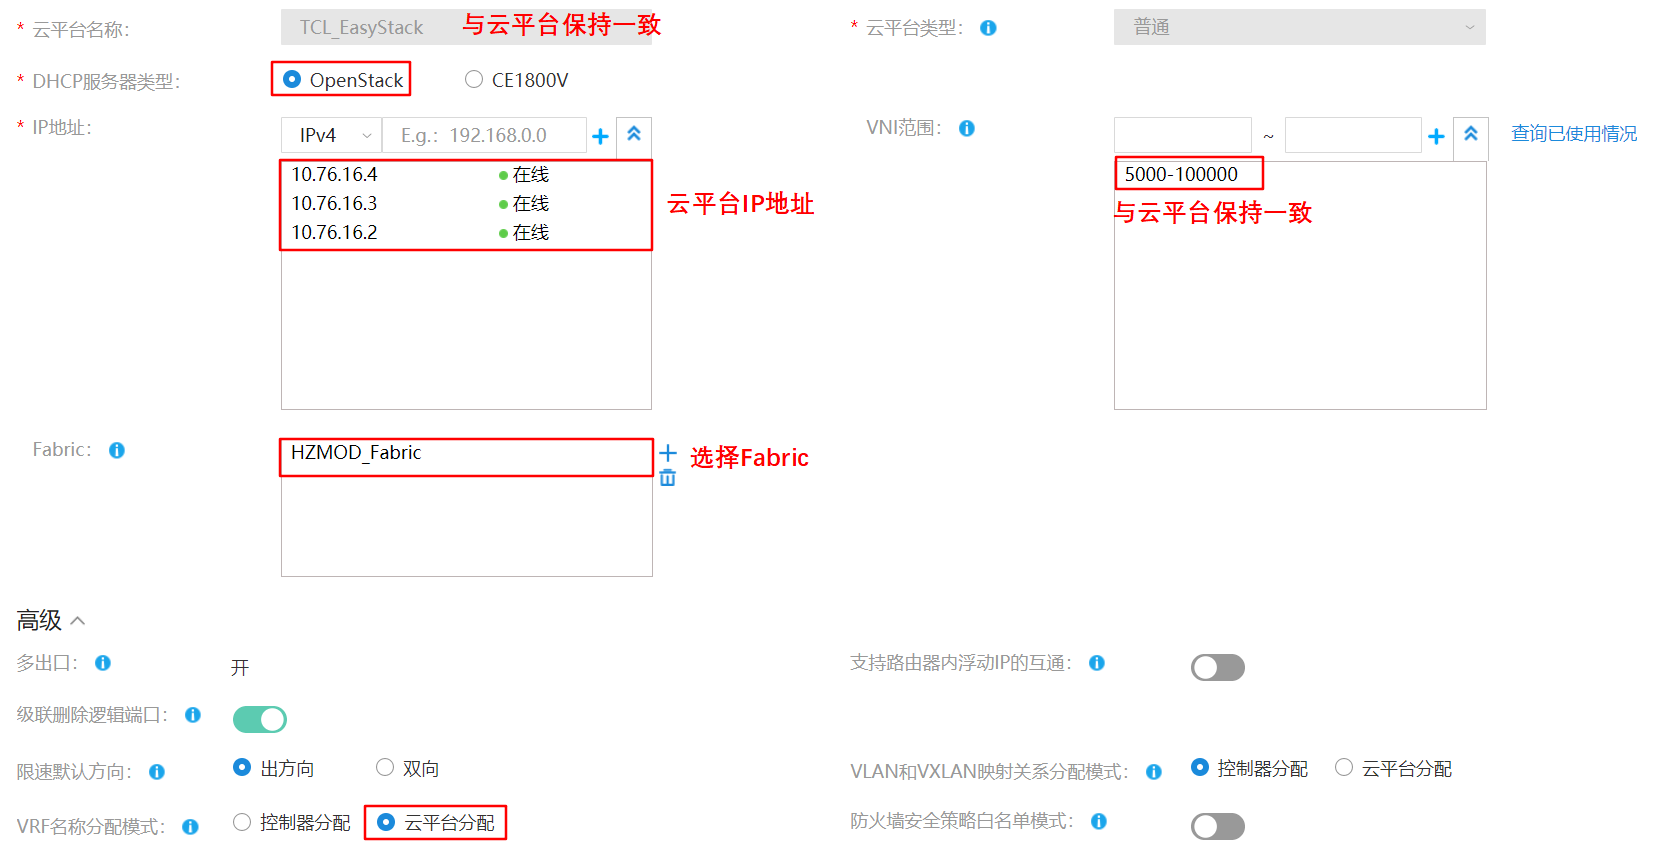 * 云平台名称: TCL_EasyStack 与云平台保持一致 * 云平台类型: 普通
* DHCP服务器类型: OpenStack CE1800V
* IP地址: IPv4 E.g.: 192.168.0.0 VNI范围: ~ 查询已使用情况
10.76.16.4 在线 5000-100000
10.76.16.3 在线 云平台IP地址 与云平台保持一致
10.76.16.2 在线
Fabric: HZMOD_Fabric 选择Fabric
高级
多出口: 开 支持路由器内浮动IP的互通:
级联删除逻辑端口:
限速默认方向: 出方向 双向 VLAN和VXLAN映射关系分配模式: 控制器分配 云平台分配
VRF名称分配模式: 控制器分配 云平台分配 防火墙安全策略白名单模式: